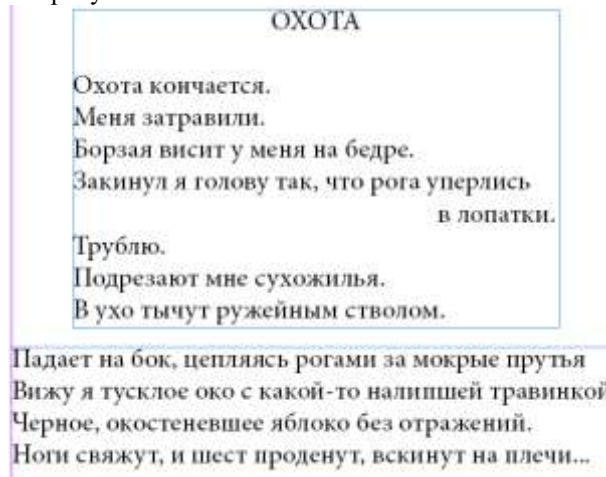 ОХОТА
Охота кончается.
Меня затравили.
Борзая висит у меня на бедре.
Закинул я голову так, что рога уперлись
в лопатки.
Трублю.
Подрезают мне сухожилья.
В ухо тычут ружейным стволом.
Падает на бок, цепляясь рогами за мокрые прутья
Вижу я тусклое око с какой-то налипшей травинкой
Черное, окостеневшее яблоко без отражений.
Ноги свяжут, и шест проденут, вскинут на плечи...